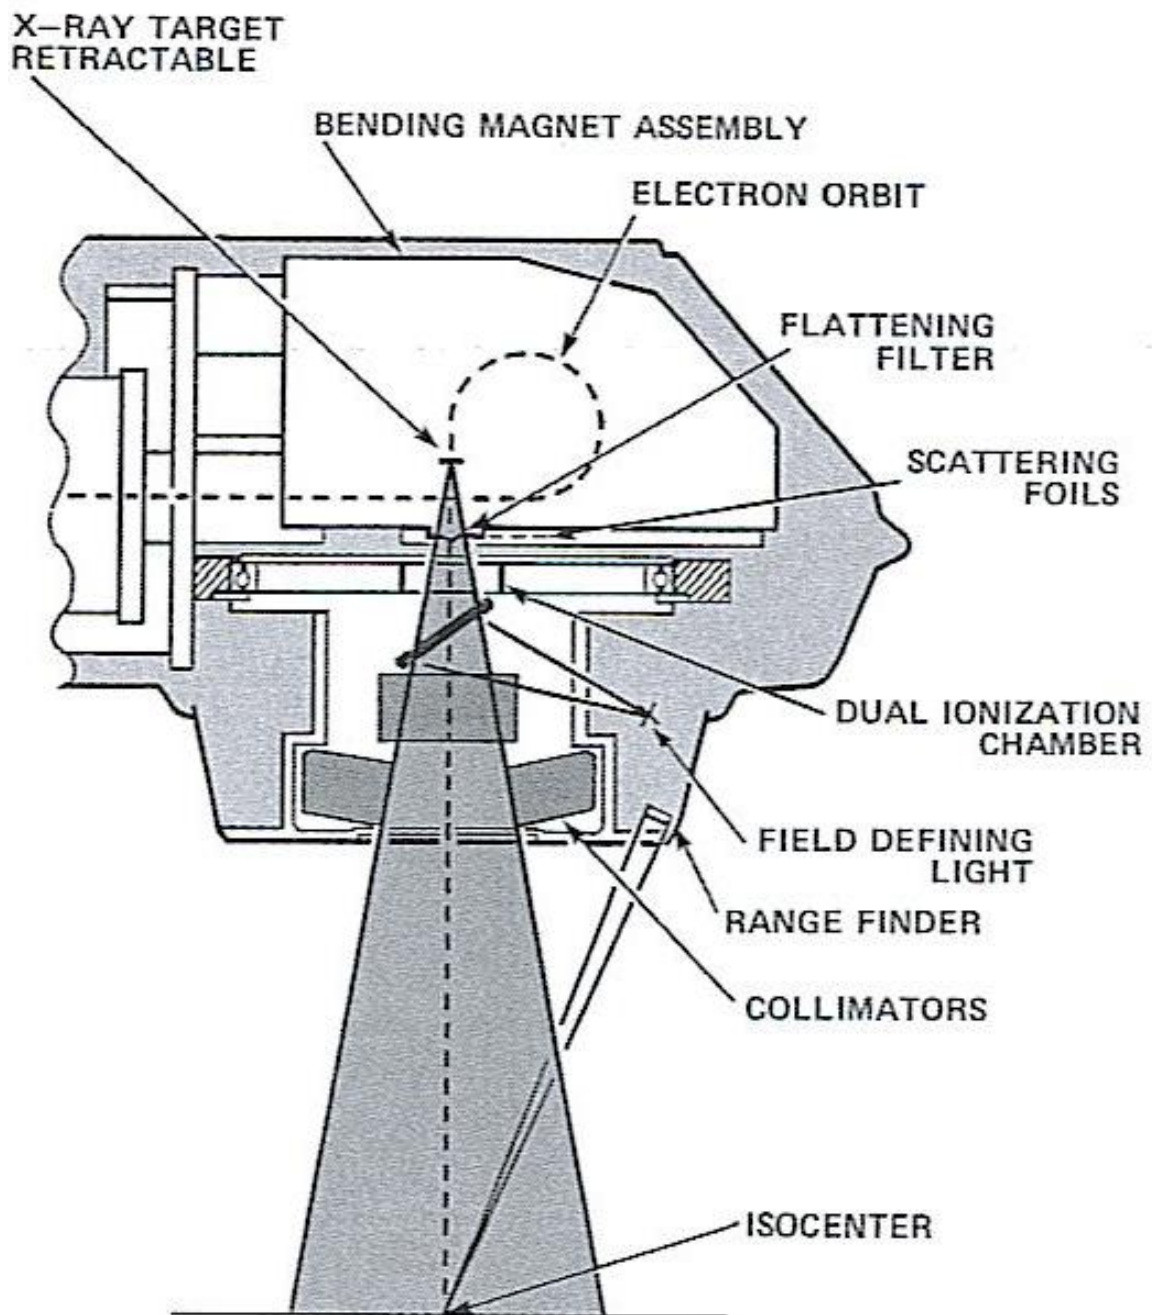 X–RAY TARGET
RETRACTABLE
BENDING MAGNET ASSEMBLY
ELECTRON ORBIT
FLATTENING
FILTER
SCATTERING
FOILS
DUAL IONIZATION
CHAMBER
FIELD DEFINING
LIGHT
RANGE FINDER
COLLIMATORS
ISOCENTER